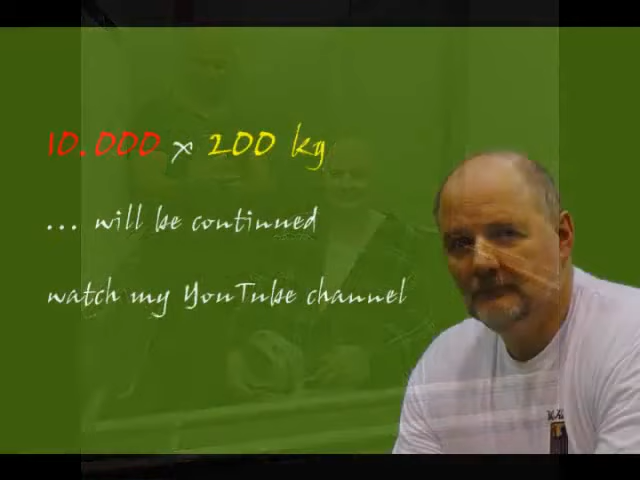 10.000 x 200 kg
... will be continued
watch my YouTube channel